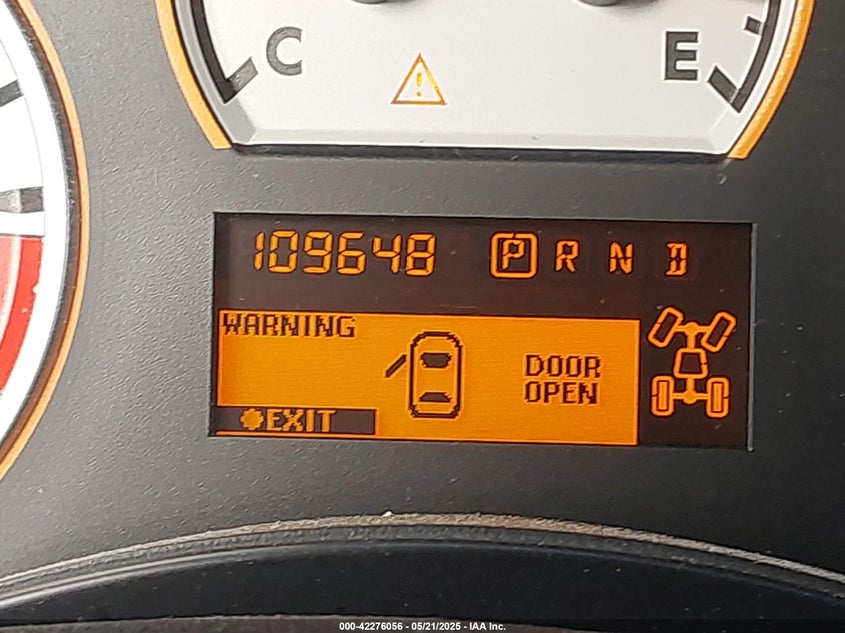 C E
109648 P R N D
WARNING
DOOR
OPEN
EXIT
000-42276056 - 05/21/2025 - IAA Inc.